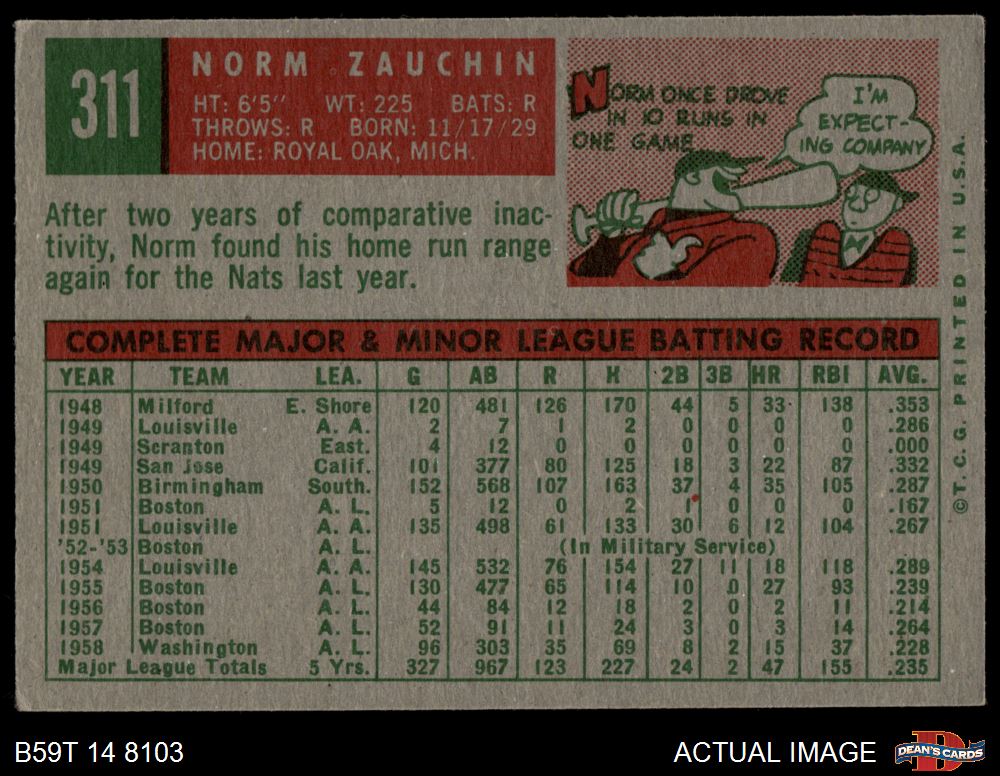 311
NORM ZAUCHIN
HT: 6'5" WT: 225 BATS: R
THROWS: R BORN: 11/17/29
HOME: ROYAL OAK, MICH.
NORM ONCE DROVE
IN 10 RUNS IN
ONE GAME
I'M
EXPECT-
ING COMPANY
After two years of comparative inac-
tivity, Norm found his home run range
again for the Nats last year.
COMPLETE MAJOR & MINOR LEAGUE BATTING RECORD
YEAR TEAM LEA. G AB R H 2B 3B HR RBI AVG.
1948 Milford E. Shore 120 481 126 170 44 5 33 138 .353
1949 Louisville A. A. 2 7 1 2 0 0 0 0 .286
1949 Scranton East. 4 12 0 0 0 0 0 0 .000
1949 San Jose Calif. 101 377 80 125 18 3 22 87 .332
1950 Birmingham South. 152 568 107 163 37 4 35 105 .287
1951 Boston A. L. 5 12 0 2 1 0 0 0 .167
1951 Louisville A. A. 135 498 61 133 30 6 12 104 .267
'52-'53 Boston A. L. (In Military Service)
1954 Louisville A. A. 145 532 76 154 27 11 18 118 .289
1955 Boston A. L. 130 477 65 114 10 0 27 93 .239
1956 Boston A. L. 44 84 12 18 2 0 2 11 .214
1957 Boston A. L. 52 91 11 24 3 0 3 14 .264
1958 Washington A. L. 96 303 35 69 8 2 15 37 .228
Major League Totals 5 Yrs. 327 967 123 227 24 2 47 155 .235
©T. C. G. PRINTED IN U.S.A.
B59T 14 8103
ACTUAL IMAGE
D
DEAN'S CARDS